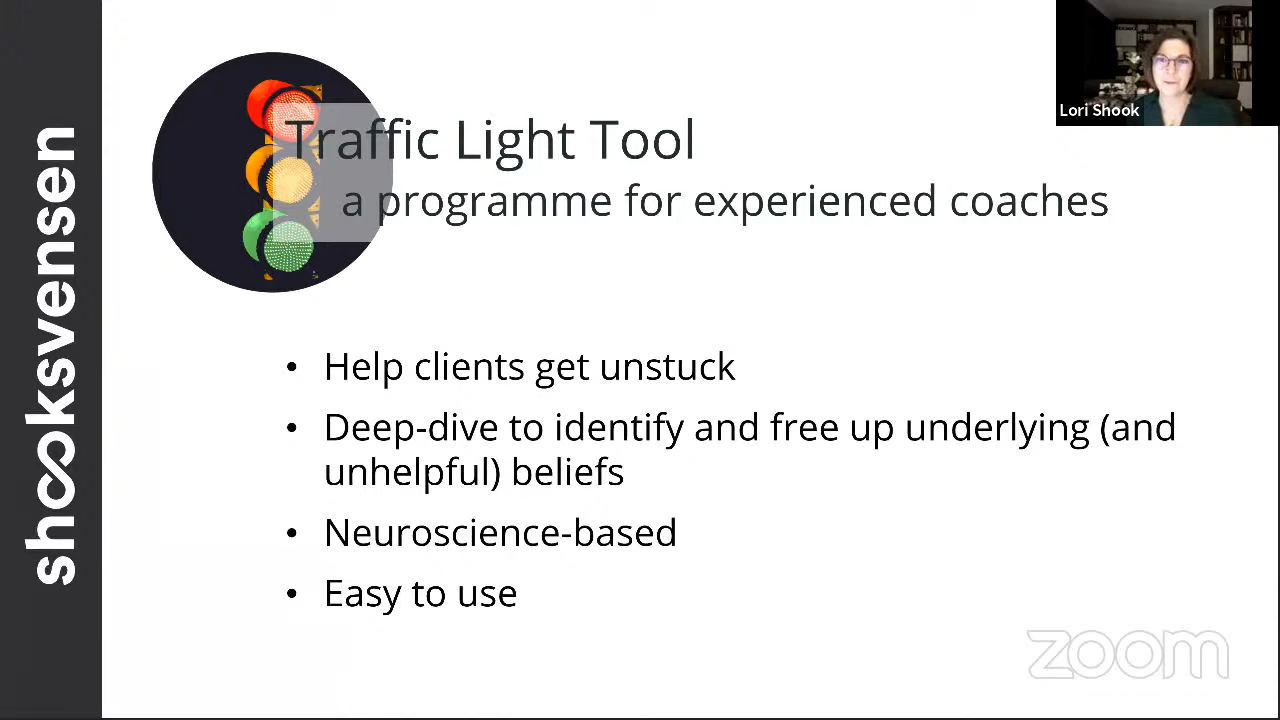 shooksvensen
Traffic Light Tool
a programme for experienced coaches
Lori Shook
• Help clients get unstuck
• Deep-dive to identify and free up underlying (and
unhelpful) beliefs
• Neuroscience-based
• Easy to use
zoom